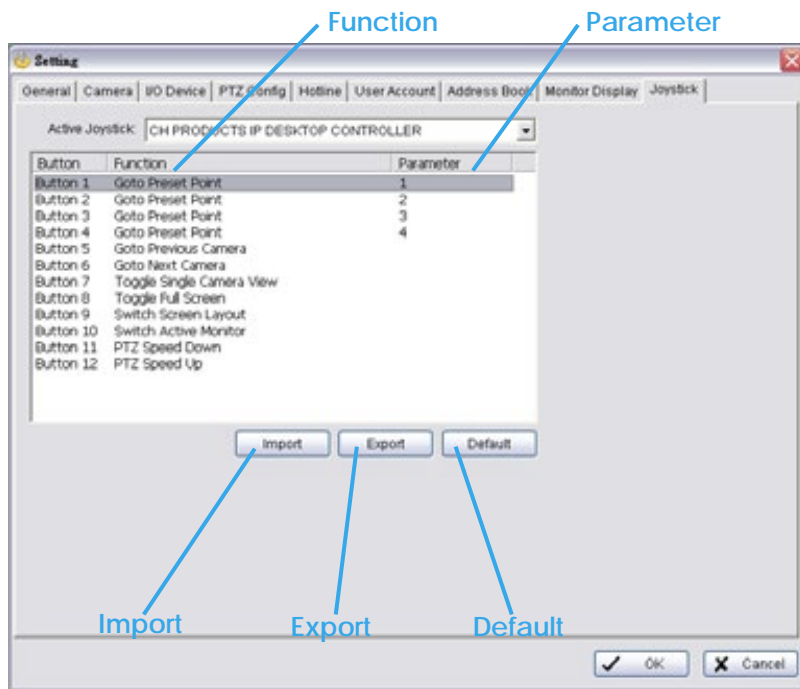 Function Parameter
Setting
General Camera I/O Device PTZ Config Hotline User Account Address Book Monitor Display Joystick
Active Joystick: CH PRODUCTS IP DESKTOP CONTROLLER
Button Function Parameter
Button 1 Goto Preset Point 1
Button 2 Goto Preset Point 2
Button 3 Goto Preset Point 3
Button 4 Goto Preset Point 4
Button 5 Goto Previous Camera
Button 6 Goto Next Camera
Button 7 Toggle Single Camera View
Button 8 Toggle Full Screen
Button 9 Switch Screen Layout
Button 10 Switch Active Monitor
Button 11 PTZ Speed Down
Button 12 PTZ Speed Up
Import Export Default
Import Export Default
OK Cancel